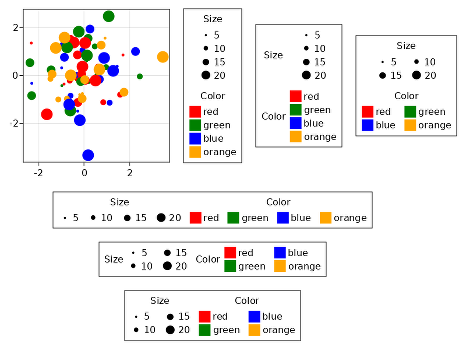 2
0
-2
-2
0
2
Size
5
10
15
20
Color
red
green
blue
orange
Size
5
10
15
20
Color
red
green
blue
orange
5 10
15 20
red green
blue orange
Size Color
5 10 15 20 red green blue orange
Size 5 15 Color red blue
10 20 green orange
Size Color
5 15 red blue
10 20 green orange